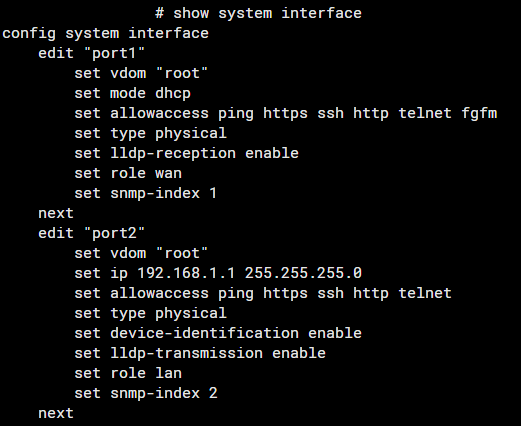 # show system interface
config system interface
    edit "port1"
        set vdom "root"
        set mode dhcp
        set allowaccess ping https ssh http telnet fgfm
        set type physical
        set lldp-reception enable
        set role wan
        set snmp-index 1
    next
    edit "port2"
        set vdom "root"
        set ip 192.168.1.1 255.255.255.0
        set allowaccess ping https ssh http telnet
        set type physical
        set device-identification enable
        set lldp-transmission enable
        set role lan
        set snmp-index 2
    next